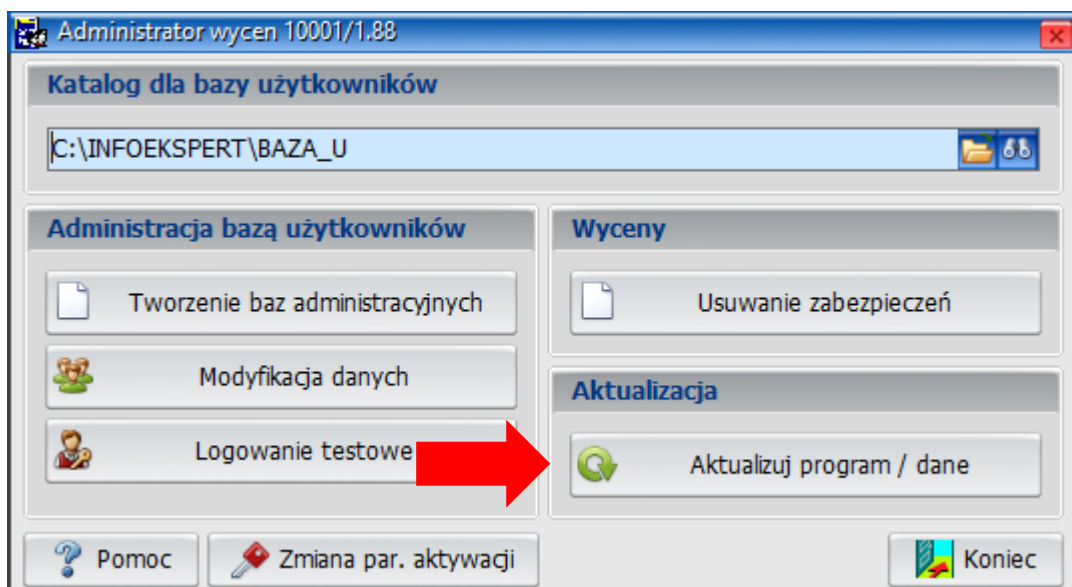 Administrator wycen 10001/1.88
Katalog dla bazy użytkowników
C:\INFOEKSPERT\BAZA_U
Administracja bazą użytkowników
Tworzenie baz administracyjnych
Modyfikacja danych
Logowanie testowe
Wyceny
Usuwanie zabezpieczeń
Aktualizacja
Aktualizuj program / dane
Pomoc
Zmiana par. aktywacji
Koniec